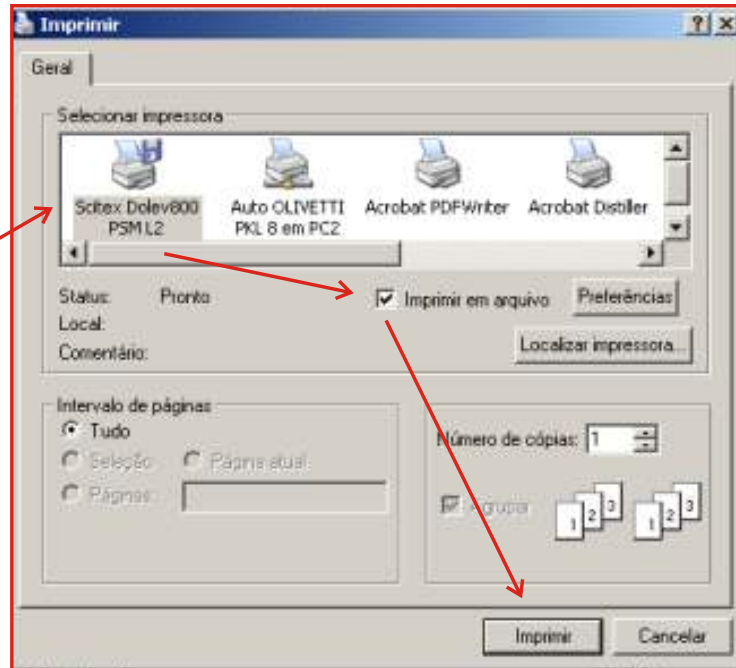 Imprimir
Geral
Selecionar impressora
Scitex Dolev800 PSM L2
Auto OLIVETTI PKL 8 em PC2
Acrobat PDFWriter
Acrobat Distiller
Status: Pronto
Imprimir em arquivo
Preferências
Local:
Comentário:
Localizar impressora...
Intervalo de páginas
Tudo
Seleção
Página atual
Páginas:
Número de cópias: 1
Agrupar
1 2 3
1 2 3
Imprimir
Cancelar